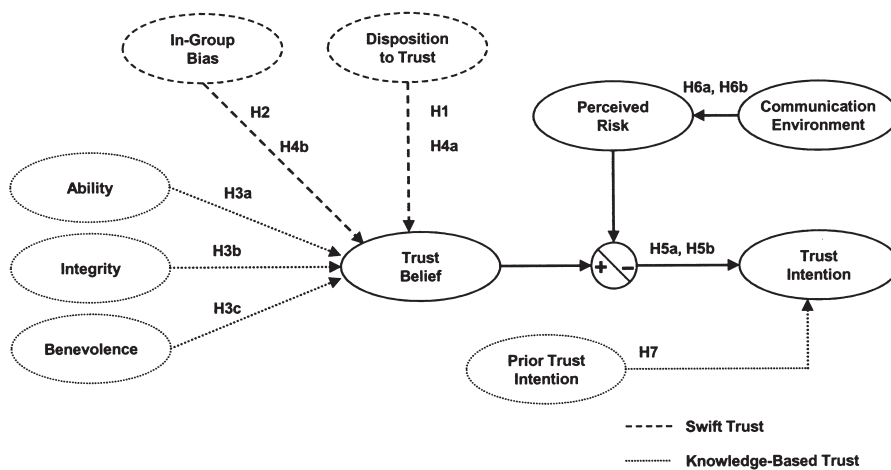 In-Group
Bias
Disposition
to Trust
H2
H4b
H1
H4a
Perceived
Risk
H6a, H6b
Communication
Environment
Ability
H3a
Integrity
H3b
Benevolence
H3c
Trust
Belief
+ –
H5a, H5b
Trust
Intention
Prior Trust
Intention
H7
Swift Trust
Knowledge-Based Trust